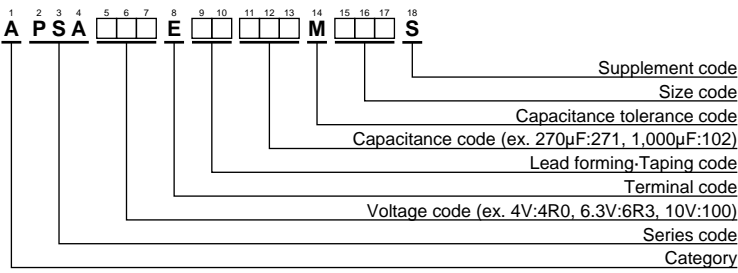 1 2 3 4 5 6 7 8 9 10 11 12 13 14 15 16 17 18
A P S A □□□ E □□ □□□ M □□□ S
Supplement code
Size code
Capacitance tolerance code
Capacitance code (ex. 270µF:271, 1,000µF:102)
Lead forming·Taping code
Terminal code
Voltage code (ex. 4V:4R0, 6.3V:6R3, 10V:100)
Series code
Category